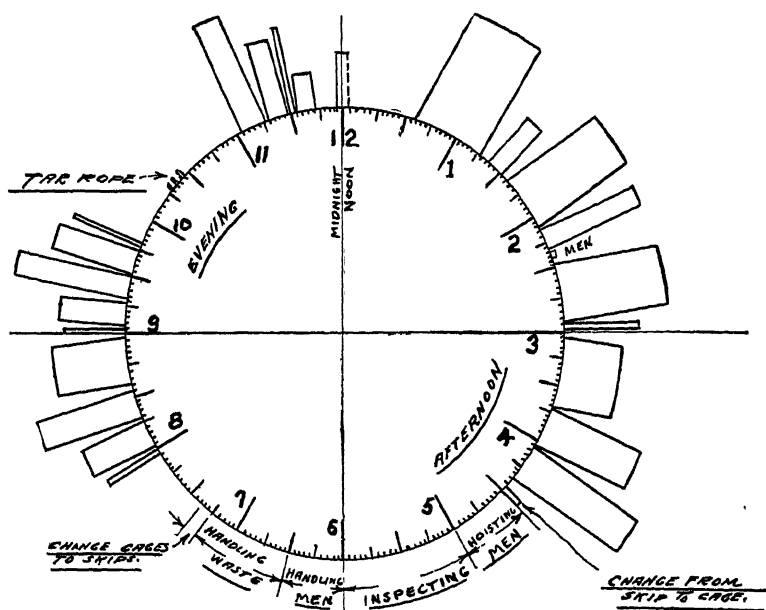 12
MIDNIGHT
NOON
11
1
TAR ROPE
10
EVENING
2
MEN
9
3
AFTERNOON
8
4
7
5
6
CHANGE CAGES
TO SKIPS.
HANDLING
WASTE
HANDLING
MEN
INSPECTING
HOISTING
MEN
CHANGE FROM
SKIP TO CAGE.